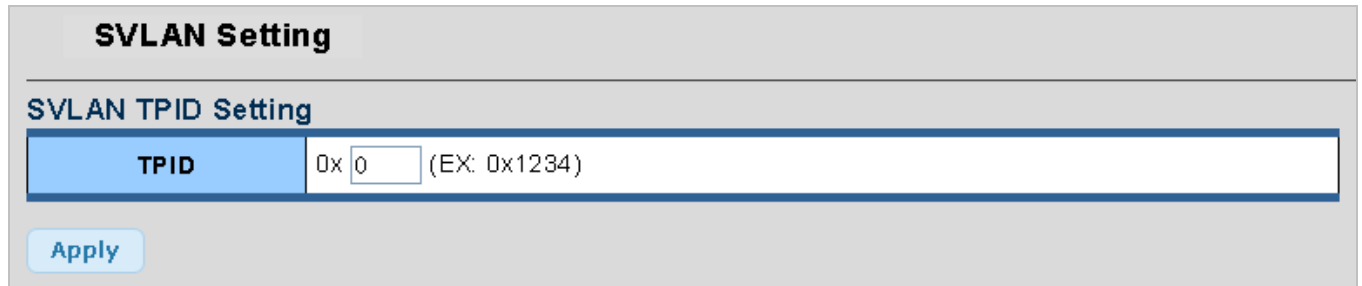 SVLAN Setting
SVLAN TPID Setting
TPID 0x 0 (EX: 0x1234)
Apply